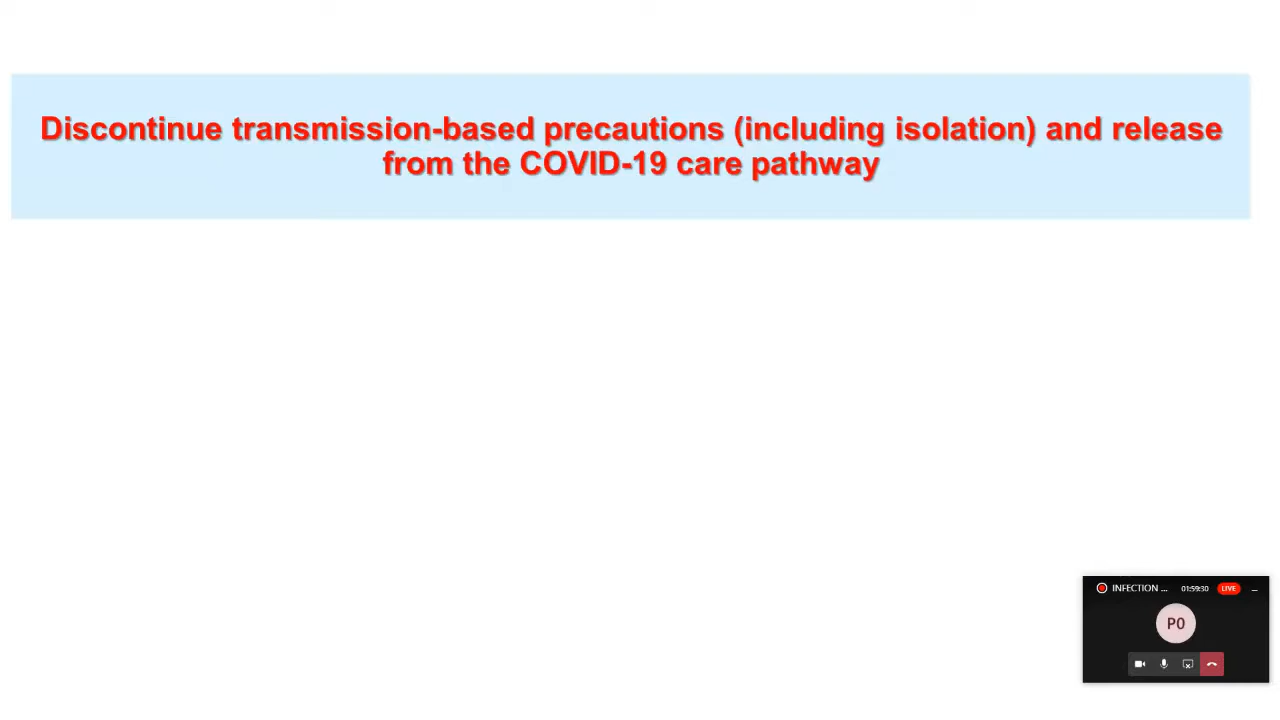 Discontinue transmission-based precautions (including isolation) and release
from the COVID-19 care pathway
INFECTION ... 01:59:30 LIVE
P0